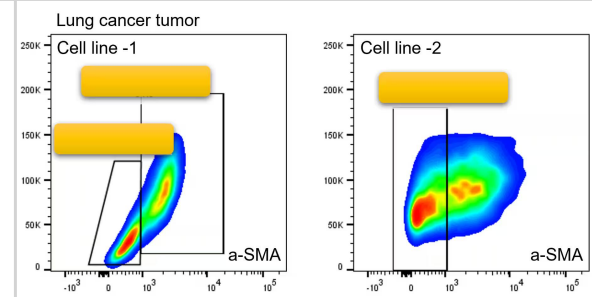 Lung cancer tumor
Cell line -1
250K
200K
150K
100K
50K
0
a-SMA
-10³ 0 10³ 10⁴ 10⁵
Cell line -2
250K
200K
150K
100K
50K
0
a-SMA
-10³ 0 10³ 10⁴ 10⁵